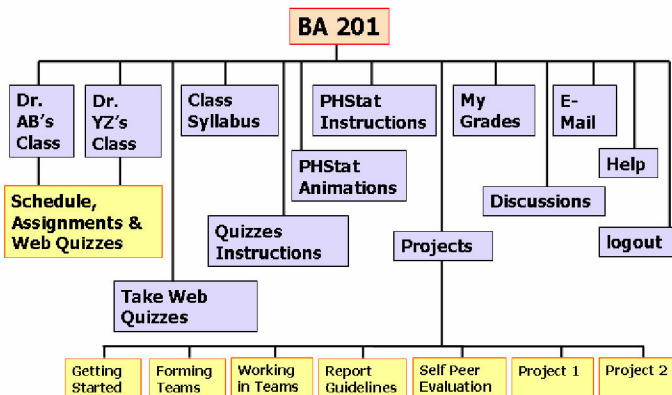 BA 201
Dr.
AB's
Class
Dr.
YZ's
Class
Class
Syllabus
PHStat
Instructions
My
Grades
E-
Mail
PHStat
Animations
Help
Schedule,
Assignments &
Web Quizzes
Discussions
Quizzes
Instructions
Projects
logout
Take Web
Quizzes
Getting
Started
Forming
Teams
Working
in Teams
Report
Guidelines
Self Peer
Evaluation
Project 1
Project 2